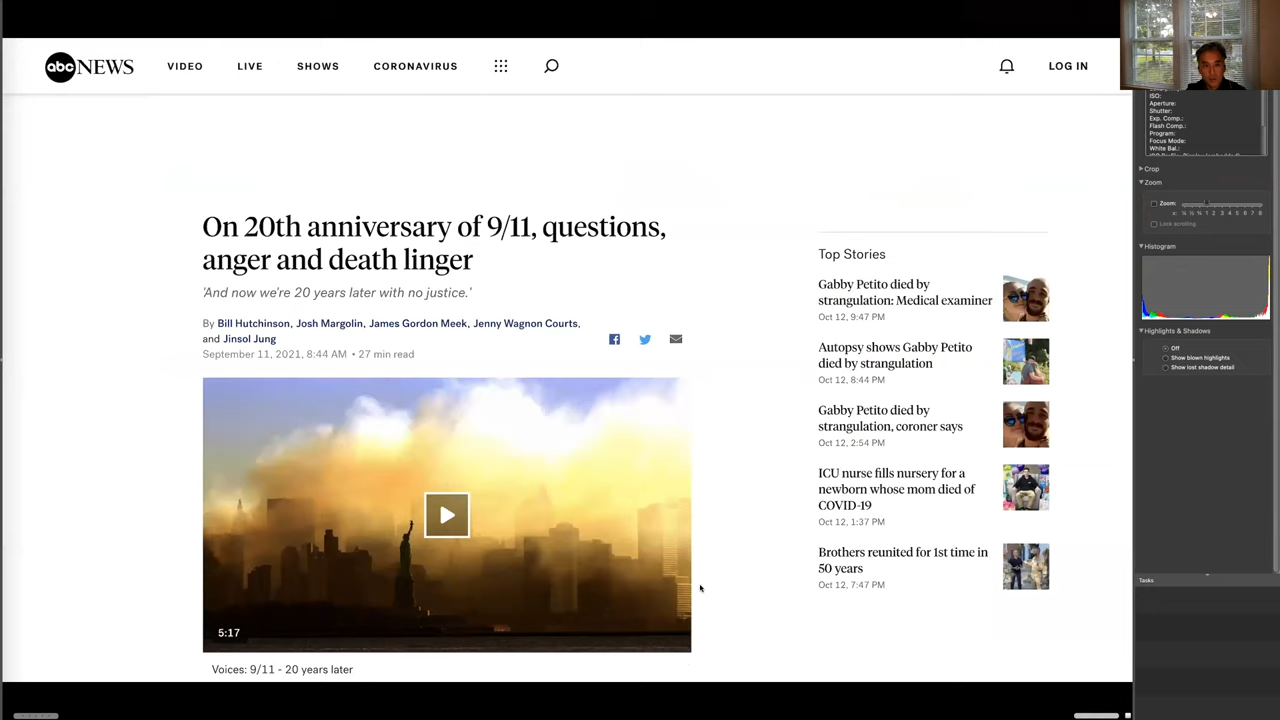 abc NEWS
VIDEO
LIVE
SHOWS
CORONAVIRUS
LOG IN
On 20th anniversary of 9/11, questions,
anger and death linger
'And now we're 20 years later with no justice.'
By Bill Hutchinson, Josh Margolin, James Gordon Meek, Jenny Wagnon Courts,
and Jinsol Jung
September 11, 2021, 8:44 AM • 27 min read
5:17
Voices: 9/11 - 20 years later
Top Stories
Gabby Petito died by
strangulation: Medical examiner
Oct 12, 9:47 PM
Autopsy shows Gabby Petito
died by strangulation
Oct 12, 8:44 PM
Gabby Petito died by
strangulation, coroner says
Oct 12, 2:54 PM
ICU nurse fills nursery for a
newborn whose mom died of
COVID-19
Oct 12, 1:37 PM
Brothers reunited for 1st time in
50 years
Oct 12, 7:47 PM
ISO:
Aperture:
Shutter:
Exp. Comp.:
Flash Comp.:
Program:
Focus Mode:
White Bal.:
Crop
Zoom
Zoom:
x: 1 2 3 4 5 6 7 8
Lock scrolling
Histogram
Highlights & Shadows
Off
Show blown highlights
Show lost shadow detail
Tasks